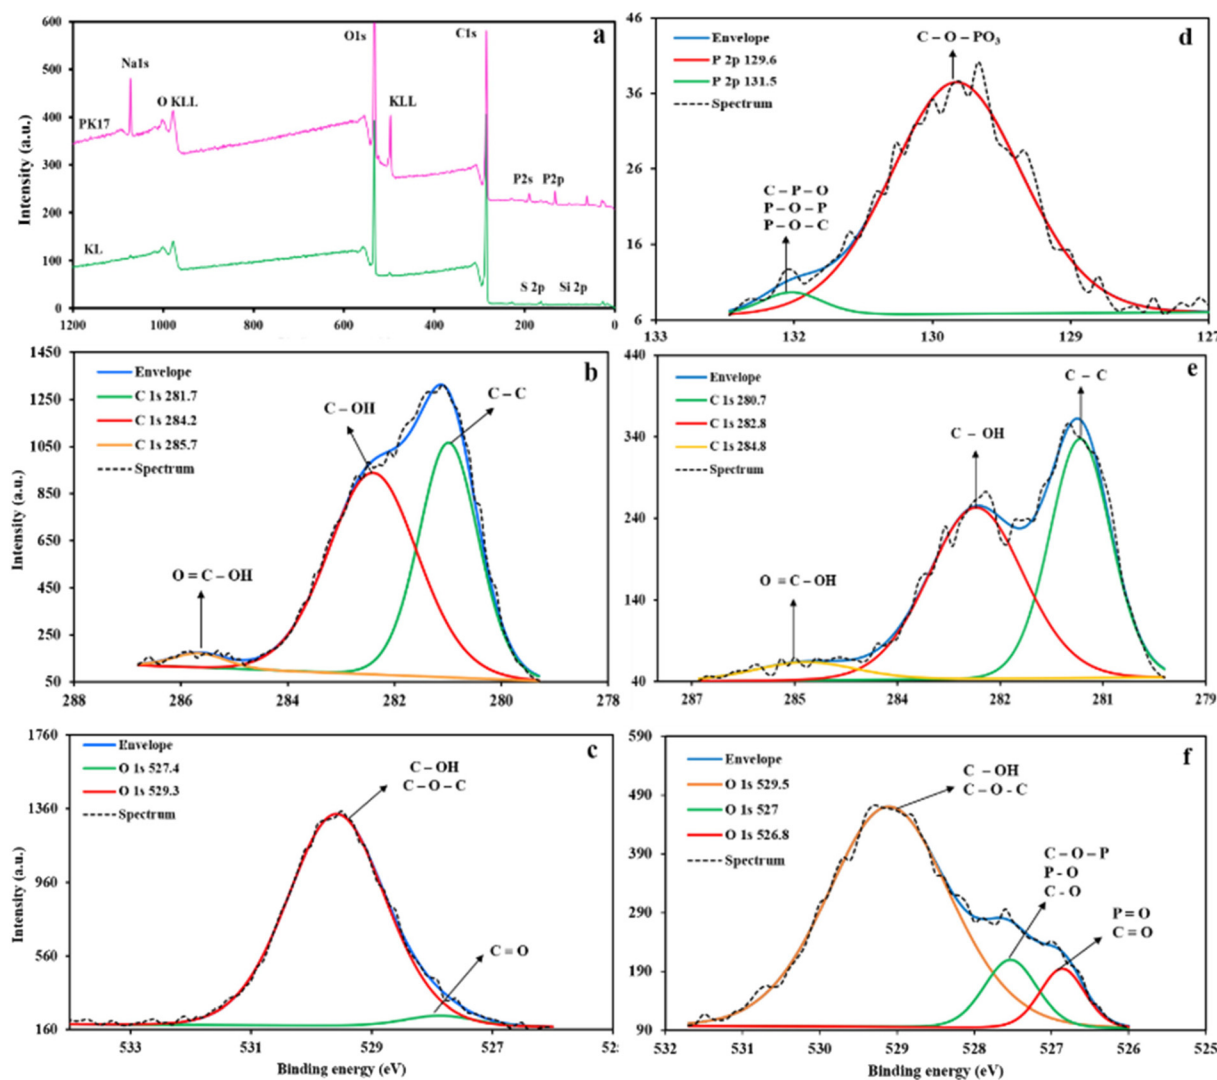 a
600
500
400
300
200
100
0
Intensity (a.u.)
Na1s
O KLL
PK17
O1s
KLL
C1s
P2s P2p
KL
S 2p Si 2p
1200 1000 800 600 400 200 0
d
46
36
26
16
6
Envelope
P 2p 129.6
P 2p 131.5
Spectrum
C – O – PO₃
C – P – O
P – O – P
P – O – C
133 132 130 129 127
b
1450
1250
1050
850
650
450
250
50
Intensity (a.u.)
Envelope
C 1s 281.7
C 1s 284.2
C 1s 285.7
Spectrum
C – OH
C – C
O = C – OH
288 286 284 282 280 278
e
440
340
240
140
40
Envelope
C 1s 280.7
C 1s 282.8
C 1s 284.8
Spectrum
C – C
C – OH
O = C – OH
287 285 284 282 281 279
c
1760
1360
960
560
160
Intensity (a.u.)
Envelope
O 1s 527.4
O 1s 529.3
Spectrum
C – OH
C – O – C
C = O
533 531 529 527
Binding energy (eV)
f
590
490
390
290
190
90
Envelope
O 1s 529.5
O 1s 527
O 1s 526.8
Spectrum
C – OH
C – O - C
C – O – P
P - O
C - O
P = O
C = O
532 531 530 529 528 527 526 525
Binding energy (eV)